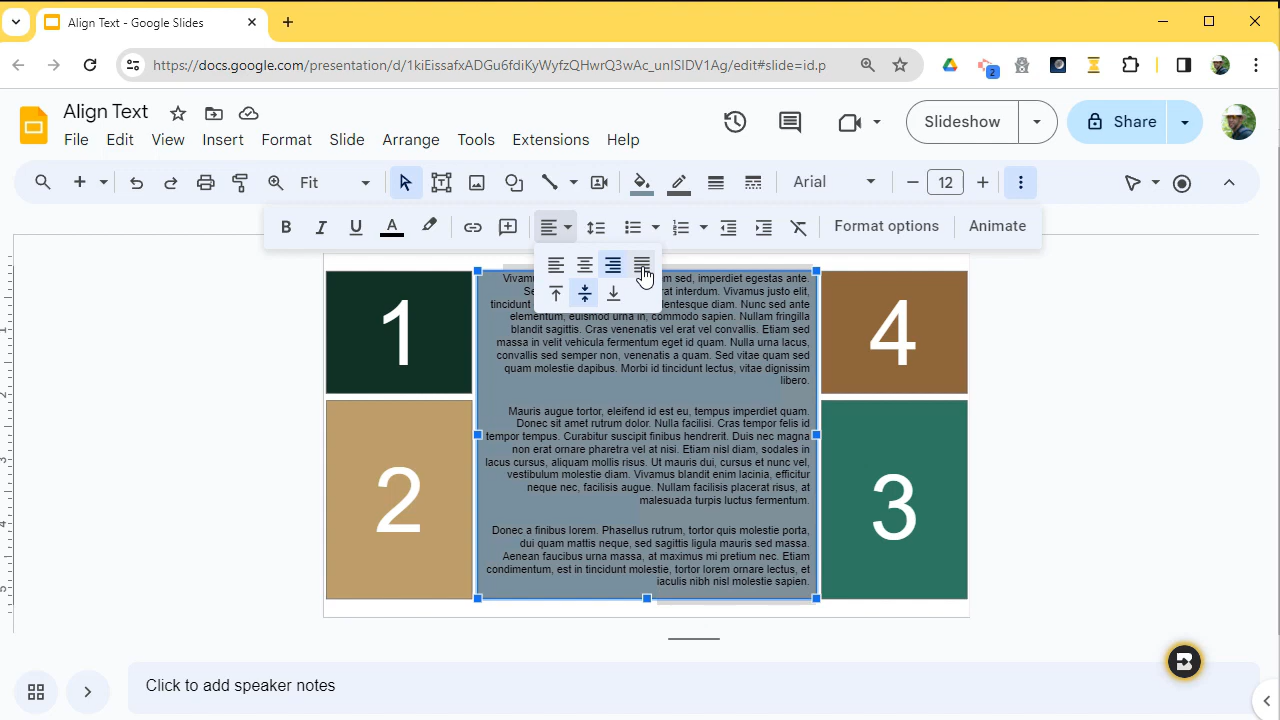 Align Text - Google Slides
https://docs.google.com/presentation/d/1kiEissafxADGu6fdiKyWyfzQHwrQ3wAc_unISIDV1Ag/edit#slide=id.p
2
Align Text
File Edit View Insert Format Slide Arrange Tools Extensions Help
Slideshow
Share
Fit
Arial
12
B I U A
Format options
Animate
1
2
4
3
sed, imperdiet egestas ante.
erat interdum. Vivamus justo elit,
tincidunt diam. Nunc sed ante
elementum, euismod urna in, commodo sapien. Nullam fringilla
blandit sagittis. Cras venenatis vel erat vel convallis. Etiam sed
massa in velit vehicula fermentum eget id quam. Nulla urna lacus,
convallis sed semper non, venenatis a quam. Sed vitae quam sed
quam molestie dapibus. Morbi id tincidunt lectus, vitae dignissim
libero.
Mauris augue tortor, eleifend id est eu, tempus imperdiet quam.
Donec sit amet rutrum dolor. Nulla facilisi. Cras tempor felis id
tempor tempus. Curabitur suscipit finibus hendrerit. Duis nec magna
non erat ornare pharetra vel at nisi. Etiam nisl diam, sodales in
lacus cursus, aliquam mollis risus. Ut mauris dui, cursus et nunc vel,
vestibulum molestie diam. Vivamus blandit enim lacinia, efficitur
neque nec, facilisis augue. Nullam facilisis placerat risus, at
malesuada turpis luctus fermentum.
Donec a finibus lorem. Phasellus rutrum, tortor quis molestie porta,
dui quam mattis neque, sed sagittis ligula mauris sed massa.
Aenean faucibus urna massa, at maximus mi pretium nec. Etiam
condimentum, est in tincidunt molestie, tortor lorem ornare lectus, et
iaculis nibh nisl molestie sapien.
Click to add speaker notes